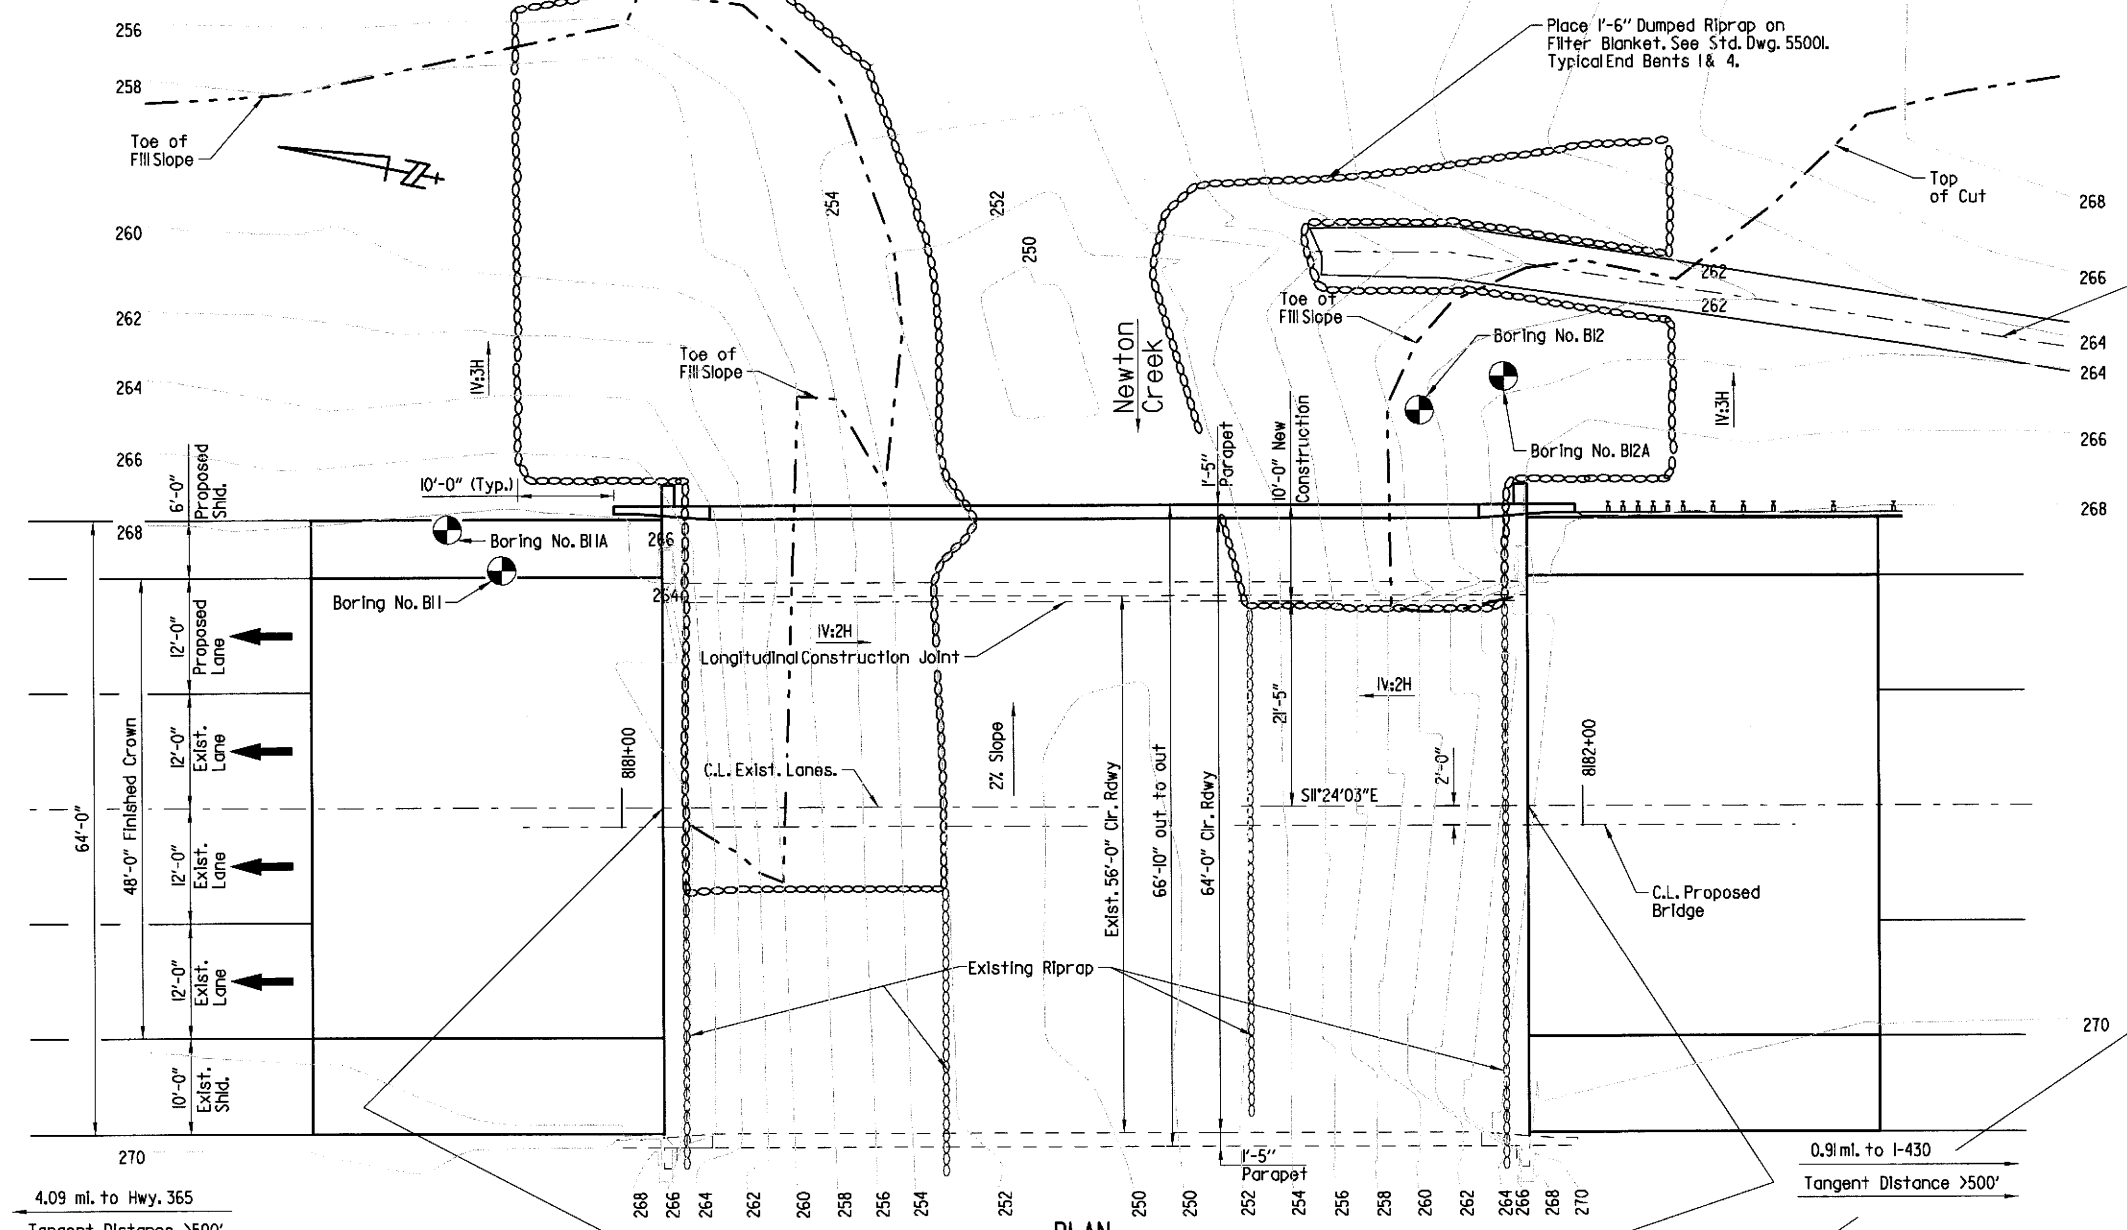 256
258
260
262
264
266
268
270
Toe of
Fill Slope
Place 1'-6" Dumped Riprap on
Filter Blanket. See Std. Dwg. 55001.
Typical End Bents 1 & 4.
Top
of Cut
268
266
264
264
266
268
270
254
252
250
262
262
Toe of
Fill Slope
Toe of
Fill Slope
Newton
Creek
1V:3H
1V:3H
Boring No. B12
Boring No. B12A
10'-0" (Typ.)
1'-5"
Parapet
10'-0" New
Construction
6'-0"
Proposed
Shld.
Boring No. B11A
Boring No. B11
266
264
12'-0"
Proposed
Lane
1V:2H
Longitudinal Construction Joint
1V:2H
21'-5"
64'-0"
48'-0" Finished Crown
12'-0"
Exist.
Lane
8181+00
C.L. Exist. Lanes.
2% Slope
S11°24'03"E
2'-0"
8182+00
12'-0"
Exist.
Lane
Exist. 56'-0" Clr. Rdwy
66'-10" out to out
64'-0" Clr. Rdwy
C.L. Proposed
Bridge
12'-0"
Exist.
Lane
Existing Riprap
10'-0"
Exist.
Shld.
1'-5"
Parapet
0.91 mi. to I-430
Tangent Distance >500'
4.09 mi. to Hwy. 365
Tangent Distance >500'
268 266 264 262 260 258 256 254 252 250 250 252 254 256 258 260 262 264 266 268 270
PLAN